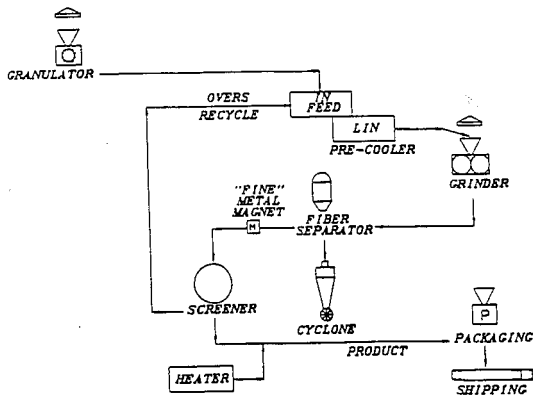 GRANULATOR
OVERS
RECYCLE
IN
FEED
LIN
PRE-COOLER
GRINDER
"FINE"
METAL
MAGNET
M
FIBER
SEPARATOR
SCREENER
CYCLONE
P
PACKAGING
PRODUCT
HEATER
SHIPPING